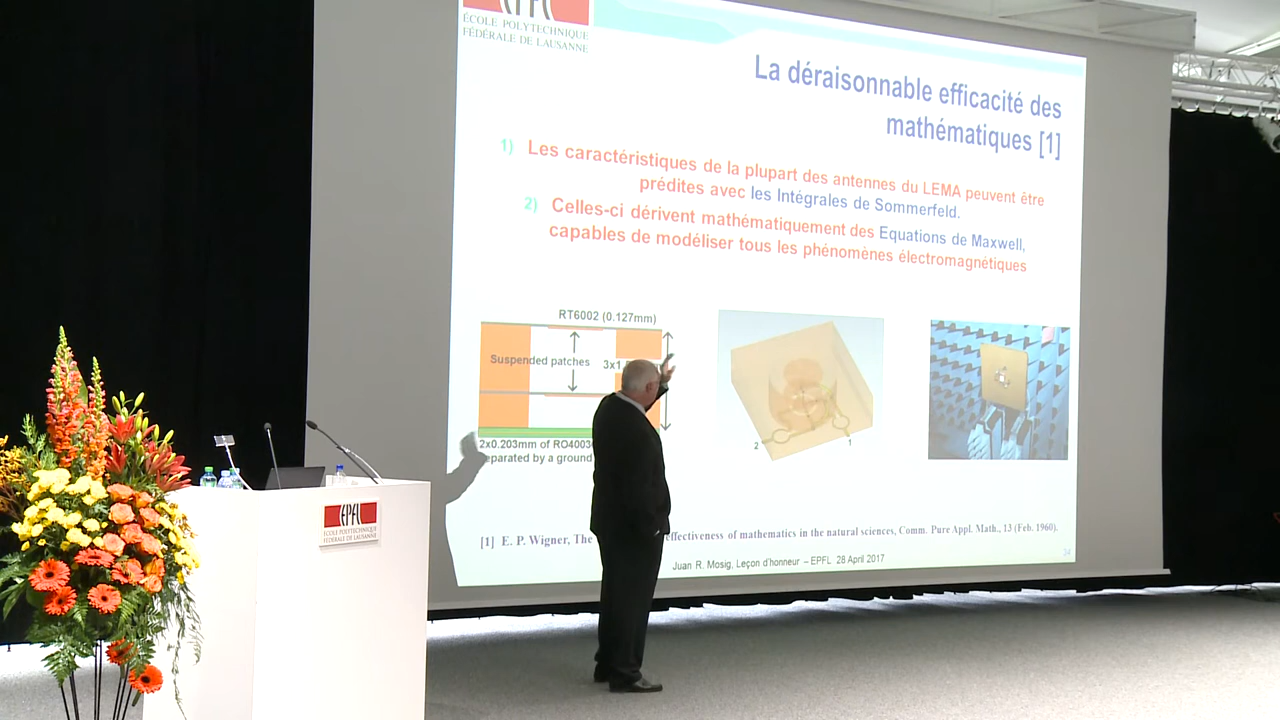 EPFL
ÉCOLE POLYTECHNIQUE
FÉDÉRALE DE LAUSANNE
La déraisonnable efficacité des
mathématiques [1]
1) Les caractéristiques de la plupart des antennes du LEMA peuvent être
prédites avec les Intégrales de Sommerfeld.
2) Celles-ci dérivent mathématiquement des Equations de Maxwell,
capables de modéliser tous les phénomènes électromagnétiques
RT6002 (0.127mm)
Suspended patches
3x1
2x0.203mm of RO4003
eparated by a ground
2
1
[1] E. P. Wigner, The effectiveness of mathematics in the natural sciences, Comm. Pure Appl. Math., 13 (Feb. 1960).
34
Juan R. Mosig, Leçon d'honneur – EPFL 28 April 2017
EPFL
ÉCOLE POLYTECHNIQUE
FÉDÉRALE DE LAUSANNE